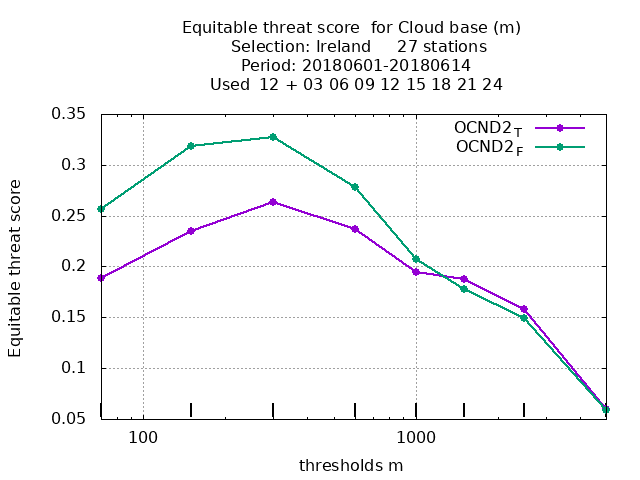 Equitable threat score  for Cloud base (m)
Selection: Ireland     27 stations
Period: 20180601-20180614
Used  12 + 03 06 09 12 15 18 21 24
OCND2T
OCND2F
0.35
0.3
0.25
0.2
0.15
0.1
0.05
Equitable threat score
100 1000
thresholds m